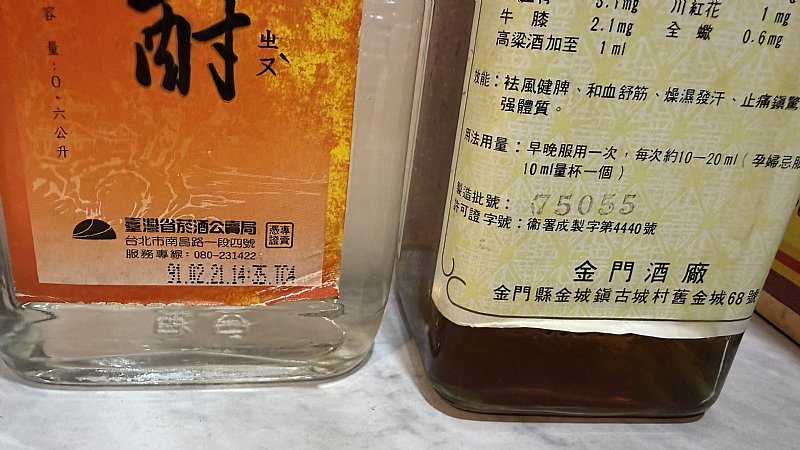 酎
ㄓㄡˋ
容量：0.六公升
臺灣省菸酒公賣局
專賣
憑證
台北市南昌路一段四號
服務專線：080-231422
91.02.21.14:35 T04
3.1mg
川紅花 1mg
牛膝 2.1mg
全蠍 0.6mg
高粱酒加至 1ml
效能：祛風健脾、和血舒筋、燥濕發汗、止痛鎮驚
强體質。
用法用量：早晚服用一次，每次約10—20ml（孕婦忌服
10ml量杯一個）
製造批號：75055
許可證字號：衛署成製字第4440號
金門酒廠
金門縣金城鎮古城村舊金城68號